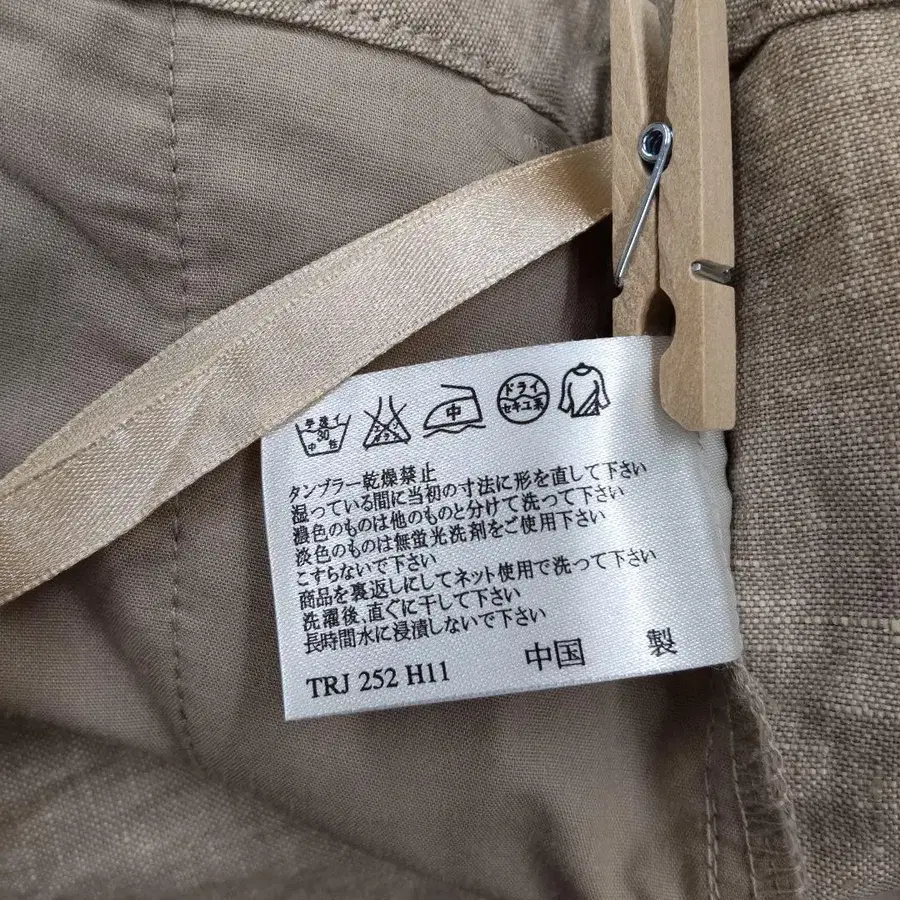 手洗イ
30
中性
エンソ
サラシ
中
ドライ
セキユ系
タンブラー乾燥禁止
湿っている間に当初の寸法に形を直して下さい
濃色のものは他のものと分けて洗って下さい
淡色のものは無蛍光洗剤をご使用下さい
こすらないで下さい
商品を裏返しにしてネット使用で洗って下さい
洗濯後、直ぐに干して下さい
長時間水に浸漬しないで下さい
TRJ 252 H11 中国 製